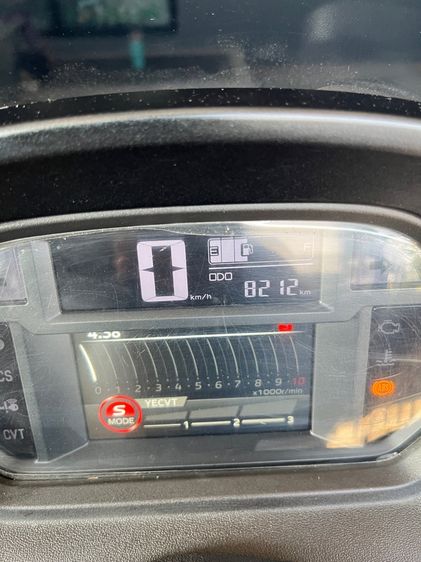 E F
0 km/h
ODO 8212 km
4:38
0 1 2 3 4 5 6 7 8 9 10
x1000r/min
S MODE YECVT
1 2 3
CS
CVT